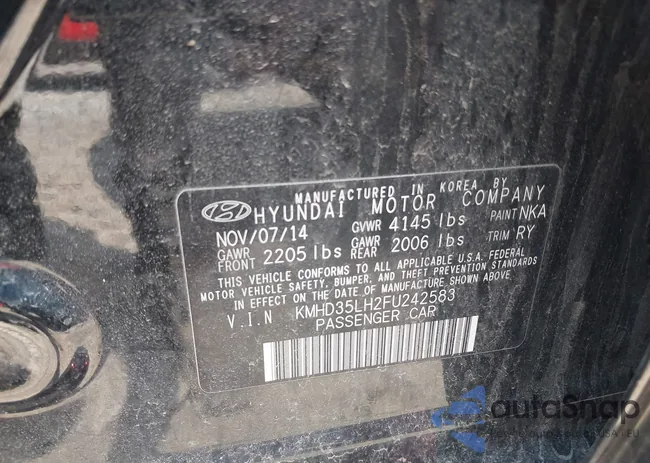 MANUFACTURED IN KOREA BY
HYUNDAI MOTOR COMPANY
NOV/07/14 GVWR 4145 lbs PAINT NKA
GAWR FRONT 2205 lbs GAWR REAR 2006 lbs TRIM RY
THIS VEHICLE CONFORMS TO ALL APPLICABLE U.S.A. FEDERAL
MOTOR VEHICLE SAFETY, BUMPER, AND THEFT PREVENTION STANDARDS
IN EFFECT ON THE DATE OF MANUFACTURE SHOWN ABOVE.
V.I.N KMHD35LH2FU242583
PASSENGER CAR
autoSnap